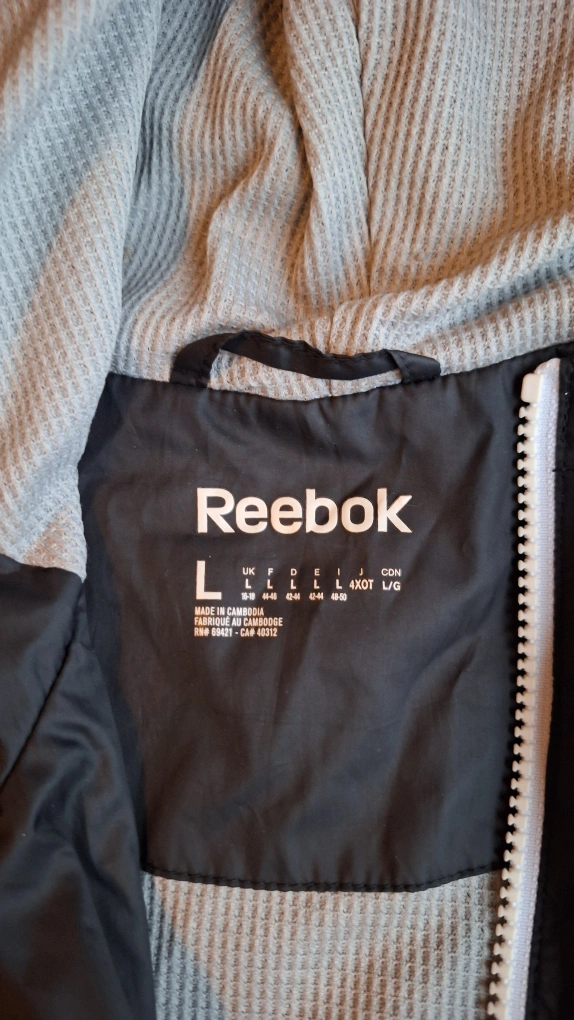 Reebok
L
UK F D E I J CDN
L L L L L 4XOT L/G
16-18 44-46 42-44 42-44 48-50
MADE IN CAMBODIA
FABRIQUÉ AU CAMBODGE
RN# 69421 - CA# 40312